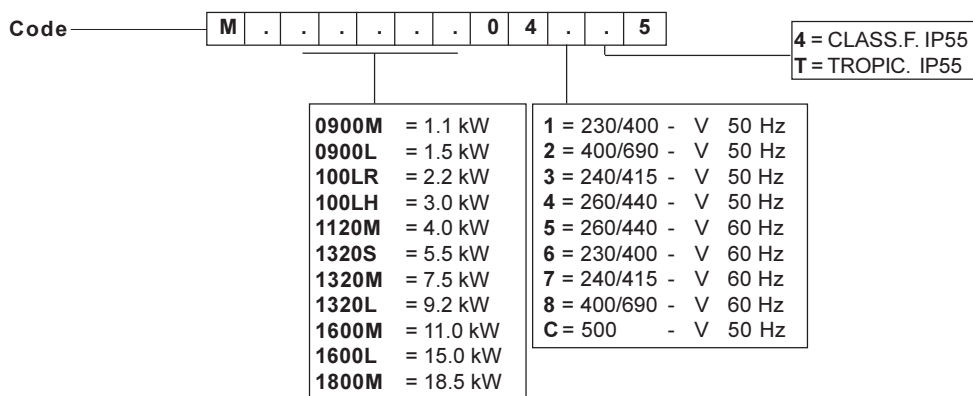 Code M . . . . . . 0 4 . . 5
4 = CLASS.F. IP55
T = TROPIC. IP55
0900M = 1.1 kW
0900L = 1.5 kW
100LR = 2.2 kW
100LH = 3.0 kW
1120M = 4.0 kW
1320S = 5.5 kW
1320M = 7.5 kW
1320L = 9.2 kW
1600M = 11.0 kW
1600L = 15.0 kW
1800M = 18.5 kW
1 = 230/400 - V 50 Hz
2 = 400/690 - V 50 Hz
3 = 240/415 - V 50 Hz
4 = 260/440 - V 50 Hz
5 = 260/440 - V 60 Hz
6 = 230/400 - V 60 Hz
7 = 240/415 - V 60 Hz
8 = 400/690 - V 60 Hz
C = 500 - V 50 Hz